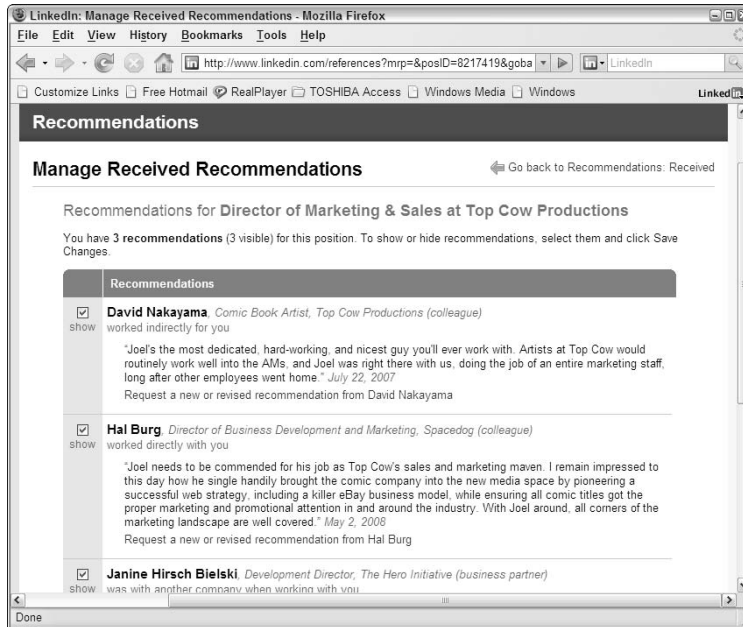 LinkedIn: Manage Received Recommendations - Mozilla Firefox
File Edit View History Bookmarks Tools Help
http://www.linkedin.com/references?mrp=&posID=8217419&goba
LinkedIn
Customize Links Free Hotmail RealPlayer TOSHIBA Access Windows Media Windows
Linked in
Recommendations
Manage Received Recommendations
Go back to Recommendations: Received
Recommendations for Director of Marketing & Sales at Top Cow Productions
You have 3 recommendations (3 visible) for this position. To show or hide recommendations, select them and click Save
Changes.
Recommendations
David Nakayama, Comic Book Artist, Top Cow Productions (colleague)
show worked indirectly for you
"Joel's the most dedicated, hard-working, and nicest guy you'll ever work with. Artists at Top Cow would
routinely work well into the AMs, and Joel was right there with us, doing the job of an entire marketing staff,
long after other employees went home." July 22, 2007
Request a new or revised recommendation from David Nakayama
Hal Burg, Director of Business Development and Marketing, Spacedog (colleague)
show worked directly with you
"Joel needs to be commended for his job as Top Cow's sales and marketing maven. I remain impressed to
this day how he single handily brought the comic company into the new media space by pioneering a
successful web strategy, including a killer eBay business model, while ensuring all comic titles got the
proper marketing and promotional attention in and around the industry. With Joel around, all corners of the
marketing landscape are well covered." May 2, 2008
Request a new or revised recommendation from Hal Burg
Janine Hirsch Bielski, Development Director, The Hero Initiative (business partner)
show was with another company when working with you
Done